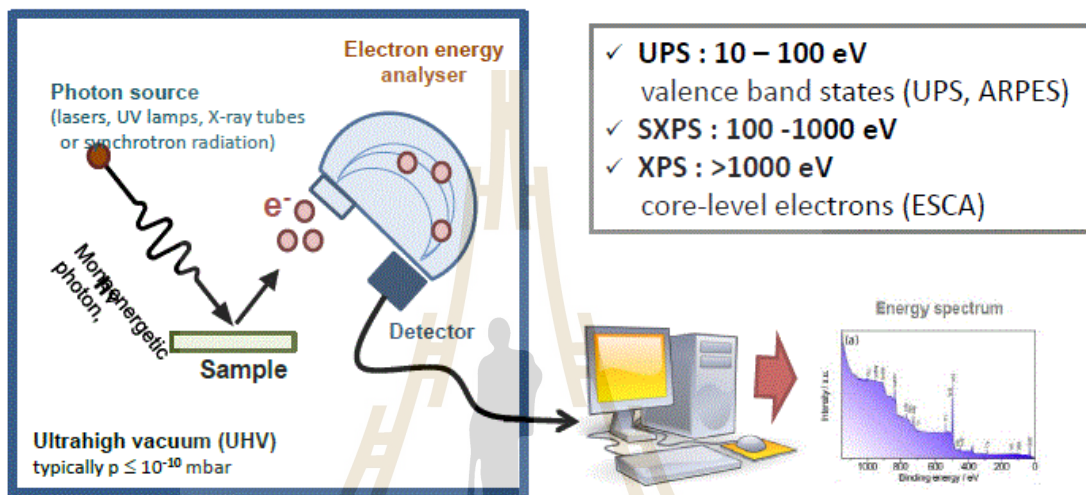 Electron energy
analyser
Photon source
(lasers, UV lamps, X-ray tubes
or synchrotron radiation)
e-
Monoenergetic
photon,
hν
Sample
Detector
Ultrahigh vacuum (UHV)
typically p ≤ 10⁻¹⁰ mbar
✓ UPS : 10 – 100 eV
valence band states (UPS, ARPES)
✓ SXPS : 100 -1000 eV
✓ XPS : >1000 eV
core-level electrons (ESCA)
Energy spectrum
(a)
Intensity / a.u.
1000 800 600 400 200 0
Binding energy / eV